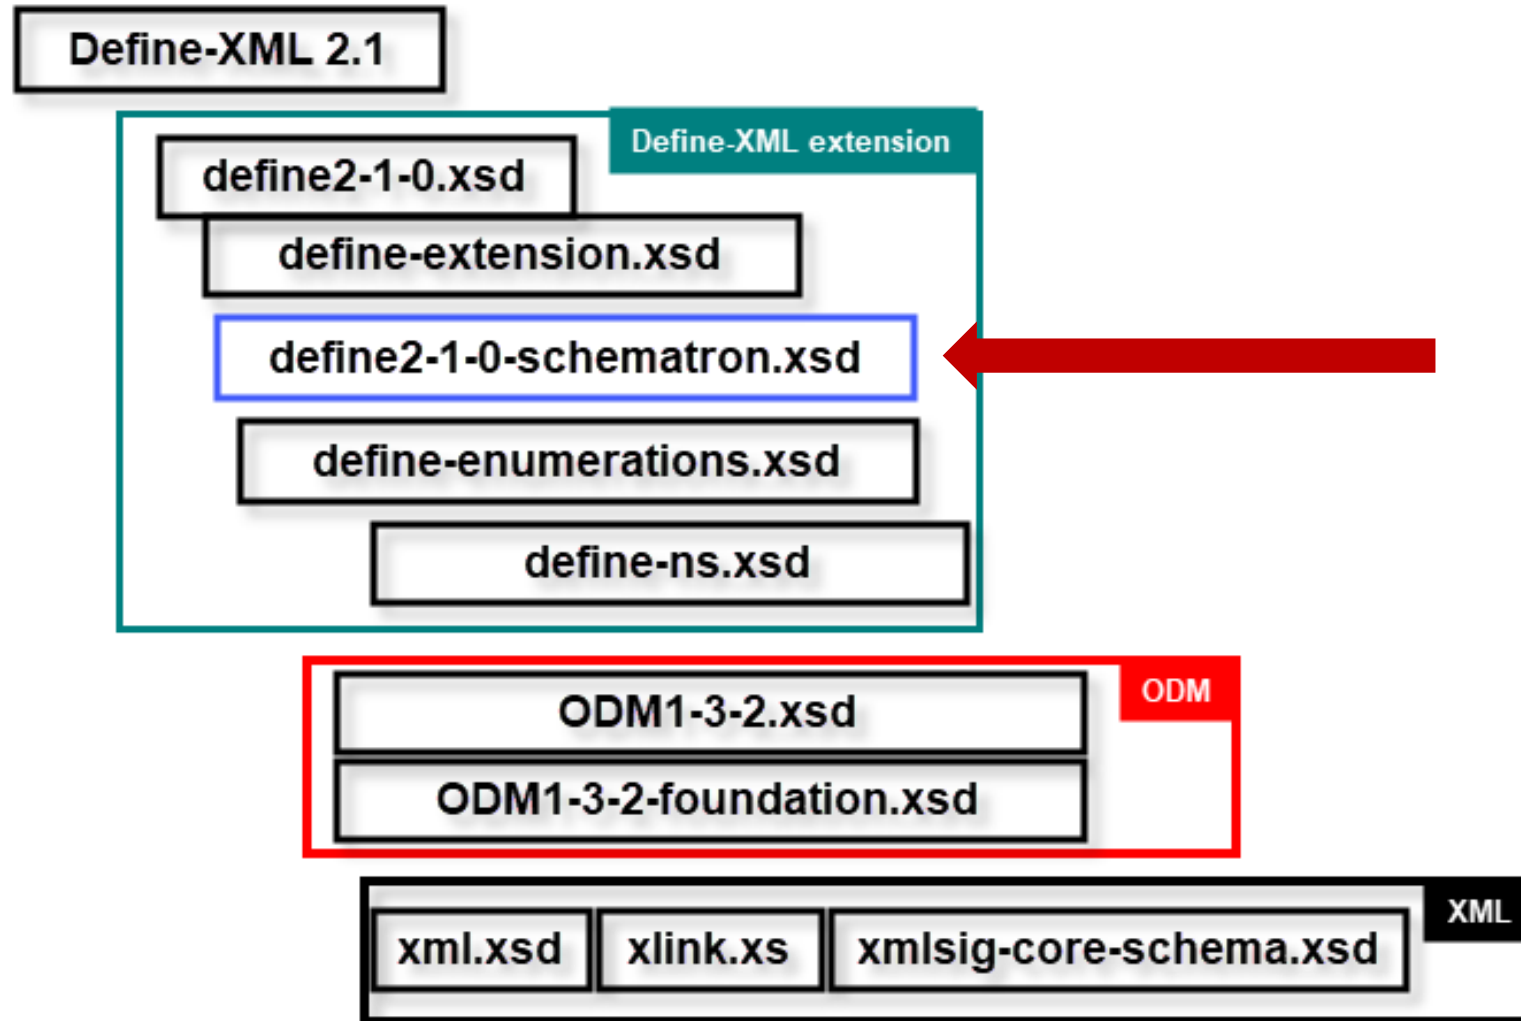 Define-XML 2.1
Define-XML extension
define2-1-0.xsd
define-extension.xsd
define2-1-0-schematron.xsd
define-enumerations.xsd
define-ns.xsd
ODM
ODM1-3-2.xsd
ODM1-3-2-foundation.xsd
XML
xml.xsd
xlink.xs
xmlsig-core-schema.xsd